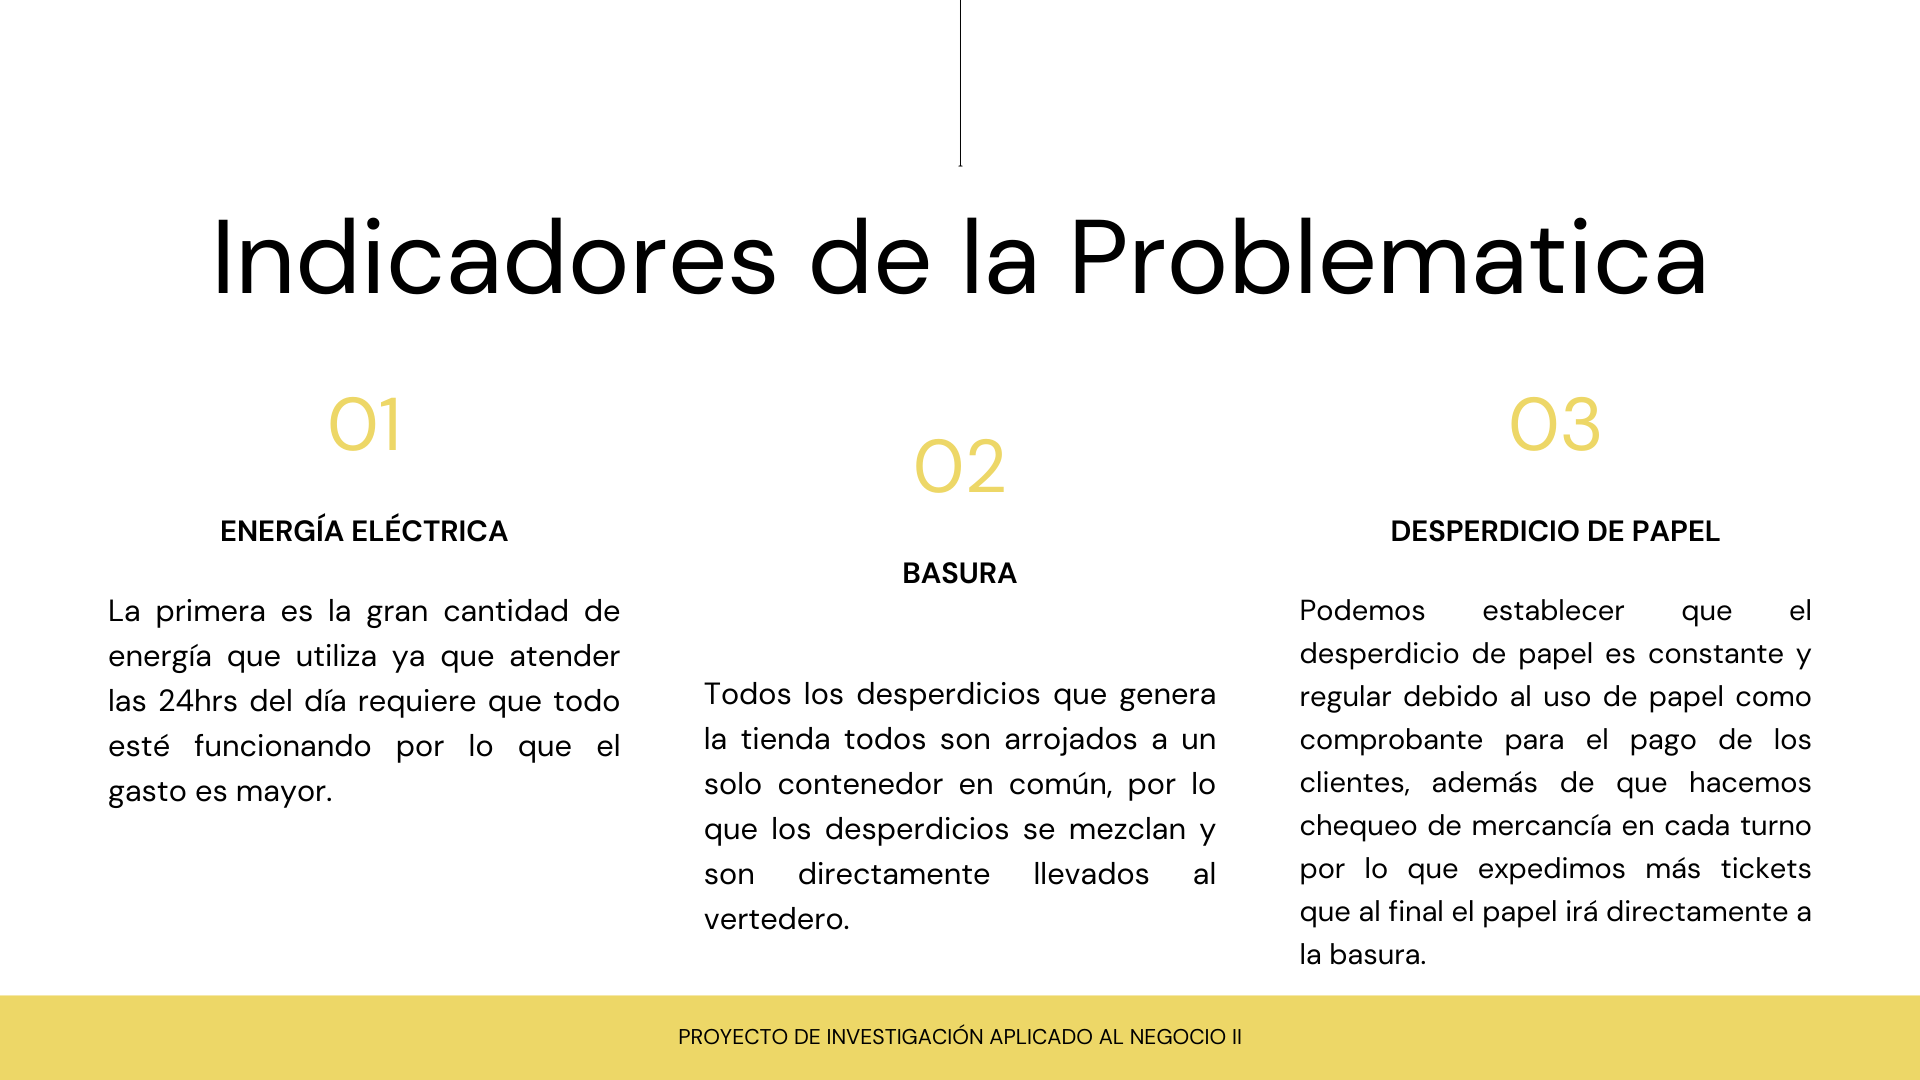 Indicadores de la Problematica
01
ENERGÍA ELÉCTRICA
La primera es la gran cantidad de
energía que utiliza ya que atender
las 24hrs del día requiere que todo
esté funcionando por lo que el
gasto es mayor.
02
BASURA
Todos los desperdicios que genera
la tienda todos son arrojados a un
solo contenedor en común, por lo
que los desperdicios se mezclan y
son directamente llevados al
vertedero.
03
DESPERDICIO DE PAPEL
Podemos establecer que el
desperdicio de papel es constante y
regular debido al uso de papel como
comprobante para el pago de los
clientes, además de que hacemos
chequeo de mercancía en cada turno
por lo que expedimos más tickets
que al final el papel irá directamente a
la basura.
PROYECTO DE INVESTIGACIÓN APLICADO AL NEGOCIO II